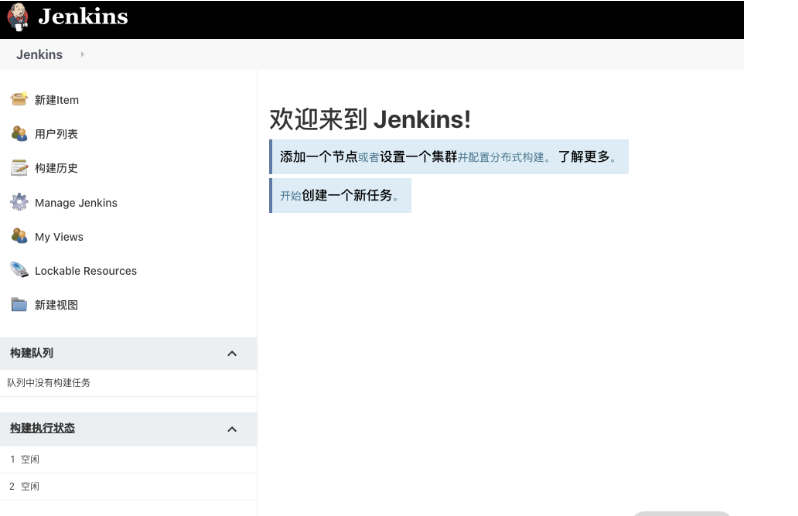 Jenkins
Jenkins
新建Item
用户列表
构建历史
Manage Jenkins
My Views
Lockable Resources
新建视图
构建队列
队列中没有构建任务
构建执行状态
1 空闲
2 空闲
欢迎来到 Jenkins!
添加一个节点或者设置一个集群并配置分布式构建。 了解更多。
开始创建一个新任务。